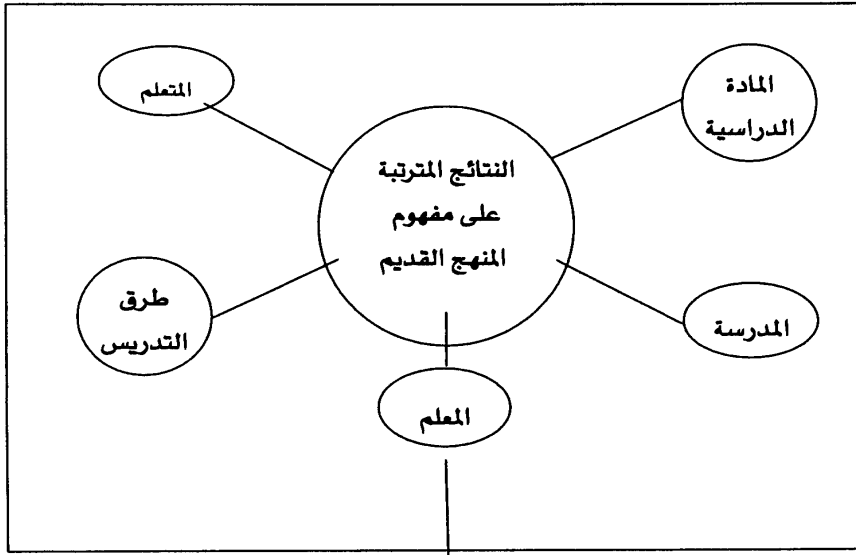 المتعلم
المادة
الدراسية
النتائج المترتبة
على مفهوم
المنهج القديم
طرق
التدريس
المدرسة
المعلم